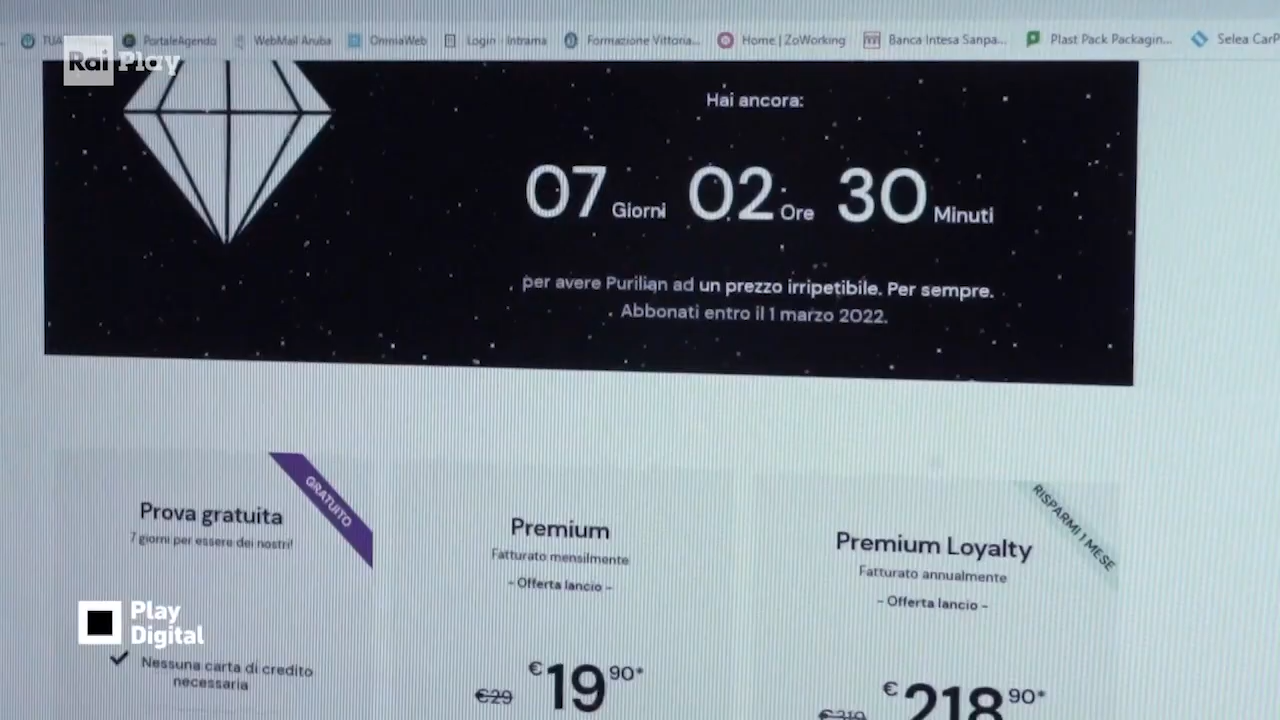 TUA
PortaleAgendo
WebMail Aruba
OmniaWeb
Login - Intrama
Formazione Vittoria...
Home | ZoWorking
Banca Intesa Sanpa...
Plast Pack Packagin...
Selea CarP
Rai Play
Hai ancora:
07 Giorni 02 Ore 30 Minuti
per avere Purilian ad un prezzo irripetibile. Per sempre.
Abbonati entro il 1 marzo 2022.
GRATUITO
Prova gratuita
7 giorni per essere dei nostri!
Nessuna carta di credito
necessaria
Premium
Fatturato mensilmente
- Offerta lancio -
€29 €19 90*
RISPARMI 1 MESE
Premium Loyalty
Fatturato annualmente
- Offerta lancio -
€ 218 90*
Play
Digital